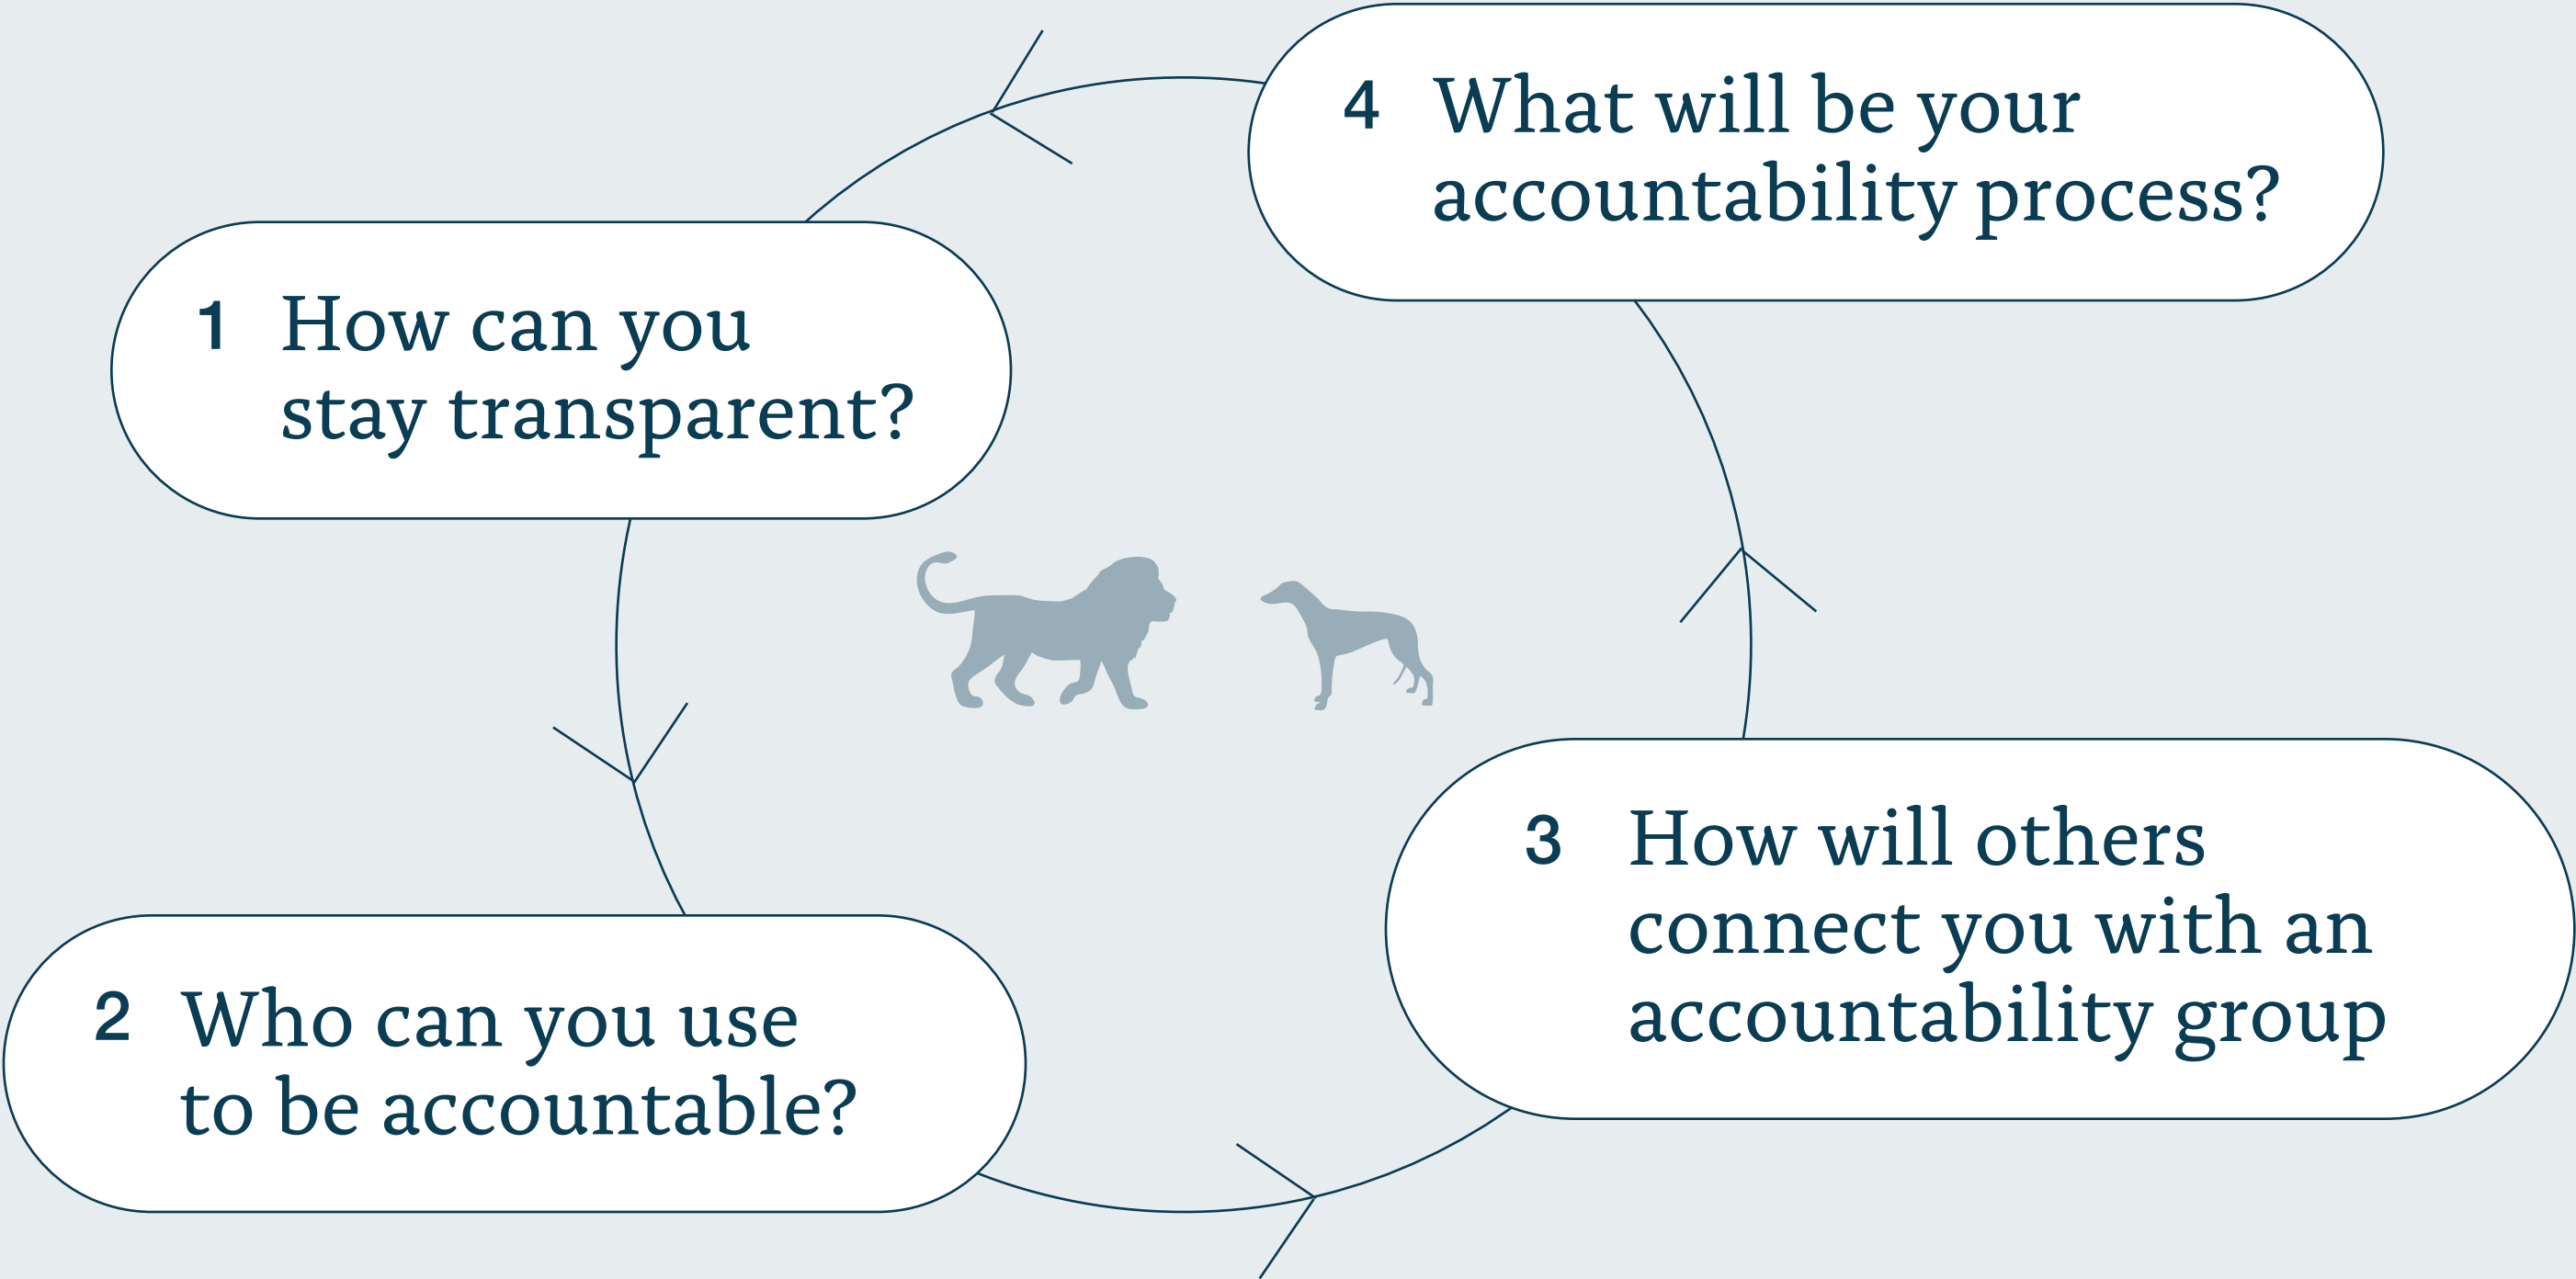 4 What will be your
accountability process?
1 How can you
stay transparent?
3 How will others
connect you with an
accountability group
2 Who can you use
to be accountable?